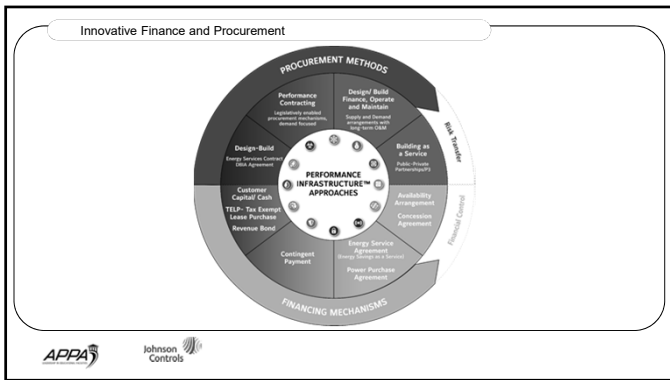 Innovative Finance and Procurement
PROCUREMENT METHODS
Performance
Contracting
Legislatively enabled
procurement mechanisms,
demand focused
Design/ Build
Finance, Operate
and Maintain
Supply and Demand
arrangements with
long-term O&M
Risk Transfer
Design-Build
Energy Services Contract
DBIA Agreement
Building as
a Service
Public-Private
Partnerships/P3
PERFORMANCE
INFRASTRUCTURE™
APPROACHES
Customer
Capital/ Cash
TELP- Tax Exempt
Lease Purchase
Revenue Bond
Availability
Arrangement
Concession
Agreement
Financial Control
Contingent
Payment
Energy Service
Agreement
(Energy Savings as a Service)
Power Purchase
Agreement
FINANCING MECHANISMS
APPA
Johnson
Controls